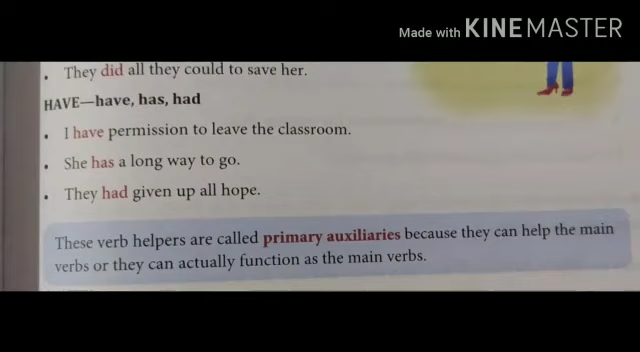 Made with KINEMASTER
• They did all they could to save her.
HAVE—have, has, had
• I have permission to leave the classroom.
• She has a long way to go.
• They had given up all hope.
These verb helpers are called primary auxiliaries because they can help the main
verbs or they can actually function as the main verbs.